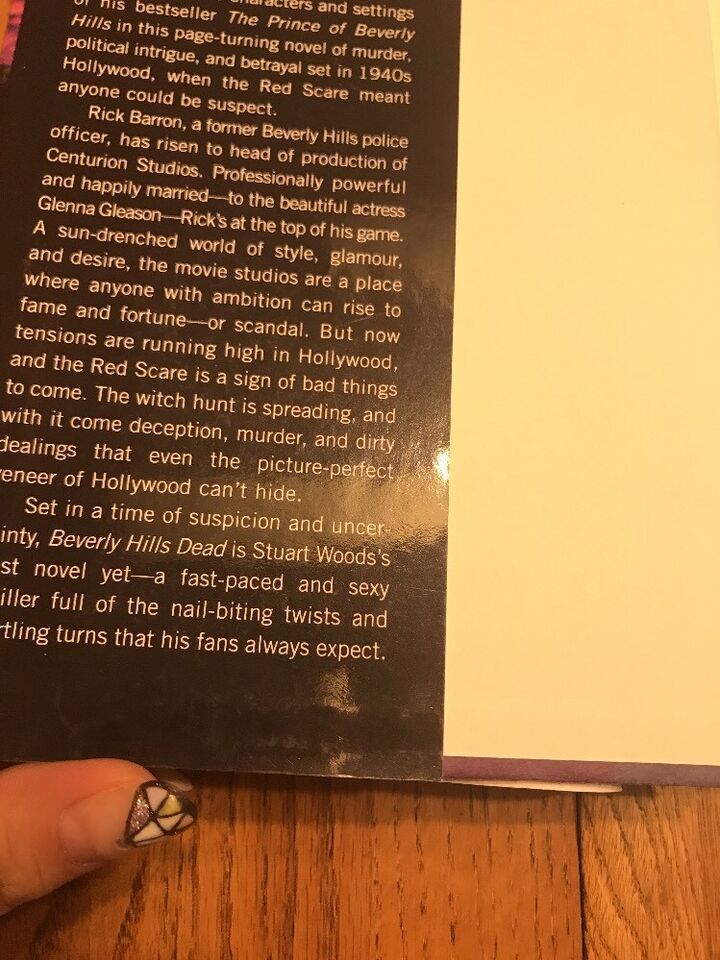 characters and settings
of his bestseller The Prince of Beverly
Hills in this page-turning novel of murder,
political intrigue, and betrayal set in 1940s
Hollywood, when the Red Scare meant
anyone could be suspect.
Rick Barron, a former Beverly Hills police
officer, has risen to head of production of
Centurion Studios. Professionally powerful
and happily married—to the beautiful actress
Glenna Gleason—Rick's at the top of his game.
A sun-drenched world of style, glamour,
and desire, the movie studios are a place
where anyone with ambition can rise to
fame and fortune—or scandal. But now
tensions are running high in Hollywood,
and the Red Scare is a sign of bad things
to come. The witch hunt is spreading, and
with it come deception, murder, and dirty
dealings that even the picture-perfect
eneer of Hollywood can't hide.
Set in a time of suspicion and uncer-
inty, Beverly Hills Dead is Stuart Woods's
st novel yet—a fast-paced and sexy
iller full of the nail-biting twists and
rtling turns that his fans always expect.